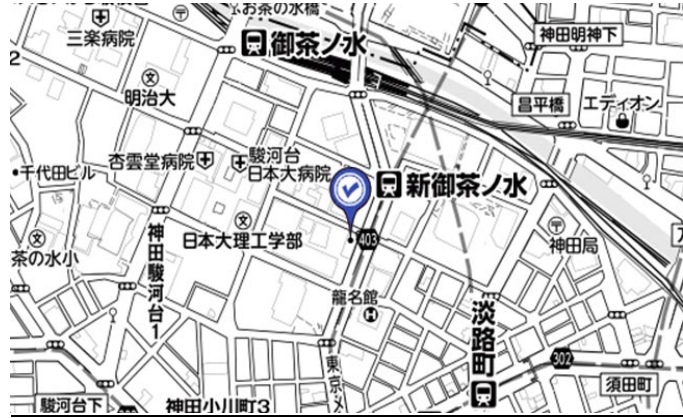 お茶の水橋
三楽病院
御茶ノ水
神田明神下
2
明治大
昌平橋
エディオン
杏雲堂病院
駿河台
日本大病院
千代田ビル
新御茶ノ水
日本大理工学部
403
神田局
茶の水小
神田駿河台1
龍名館
H
淡路町
302
東京メ
須田町
駿河台下
神田小川町3